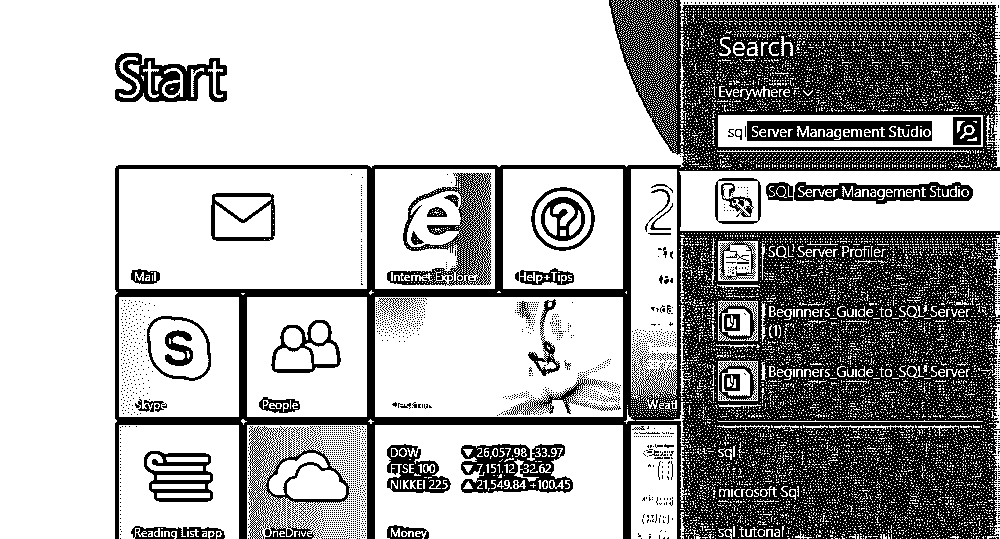 Start
Mail
Internet Explorer
Help+Tips
2
Skype
People
Weat
Reading List app
OneDrive
DOW ▼ 26,057.98 -33.97
FTSE 100 ▼ 7,151.12 -32.62
NIKKEI 225 ▲ 21,549.84 +100.45
Money
Search
Everywhere
sql Server Management Studio
SQL Server Management Studio
SQL Server Profiler
Beginners_Guide_to_SQL_Server...
(1)
Beginners_Guide_to_SQL_Server...
sql
microsoft Sql
sql tutorial